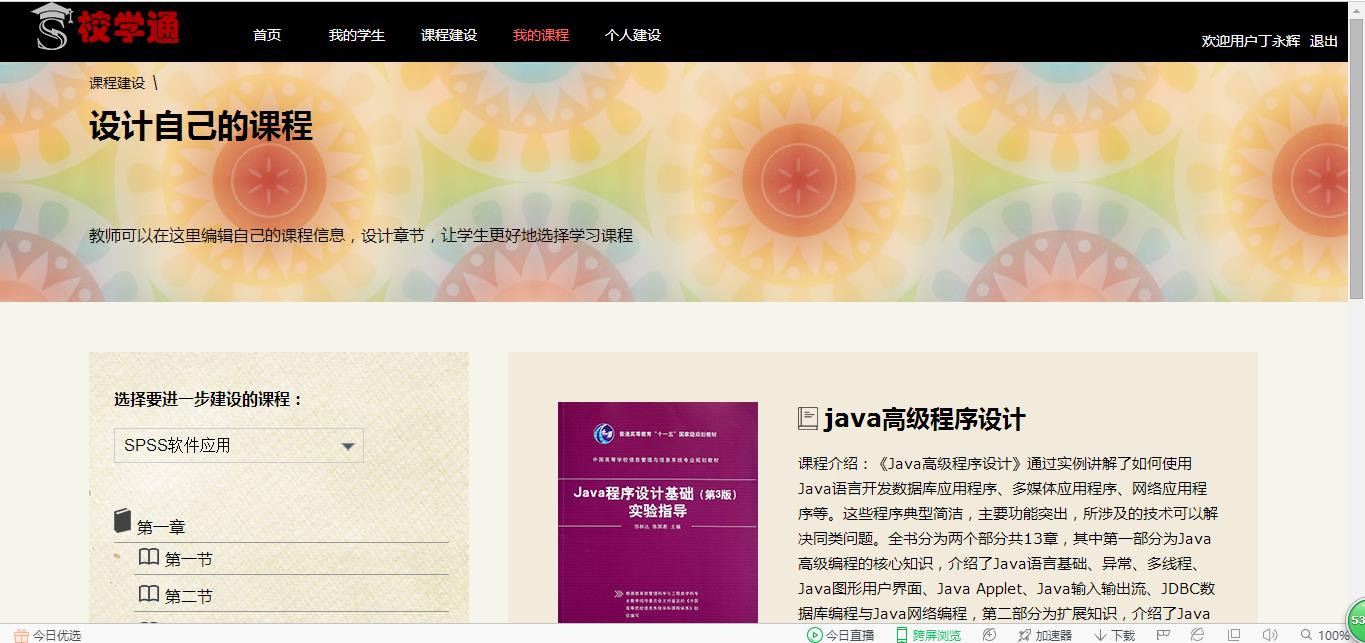 校学通
首页 我的学生 课程建设 我的课程 个人建设
欢迎用户丁永辉 退出
课程建设 \
设计自己的课程
教师可以在这里编辑自己的课程信息，设计章节，让学生更好地选择学习课程
选择要进一步建设的课程：
SPSS软件应用
第一章
第一节
第二节
普通高等教育“十一五”国家级规划教材
中国高等学校信息管理与信息系统专业规划教材
Java程序设计基础（第3版）
实验指导
java高级程序设计
课程介绍：《Java高级程序设计》通过实例讲解了如何使用
Java语言开发数据库应用程序、多媒体应用程序、网络应用程
序等。这些程序典型简洁，主要功能突出，所涉及的技术可以解
决同类问题。全书分为两个部分共13章，其中第一部分为Java
高级编程的核心知识，介绍了Java语言基础、异常、多线程、
Java图形用户界面、Java Applet、Java输入输出流、JDBC数
据库编程与Java网络编程，第二部分为扩展知识，介绍了Java
今日优选
今日直播 跨屏浏览 加速器 下载 100%